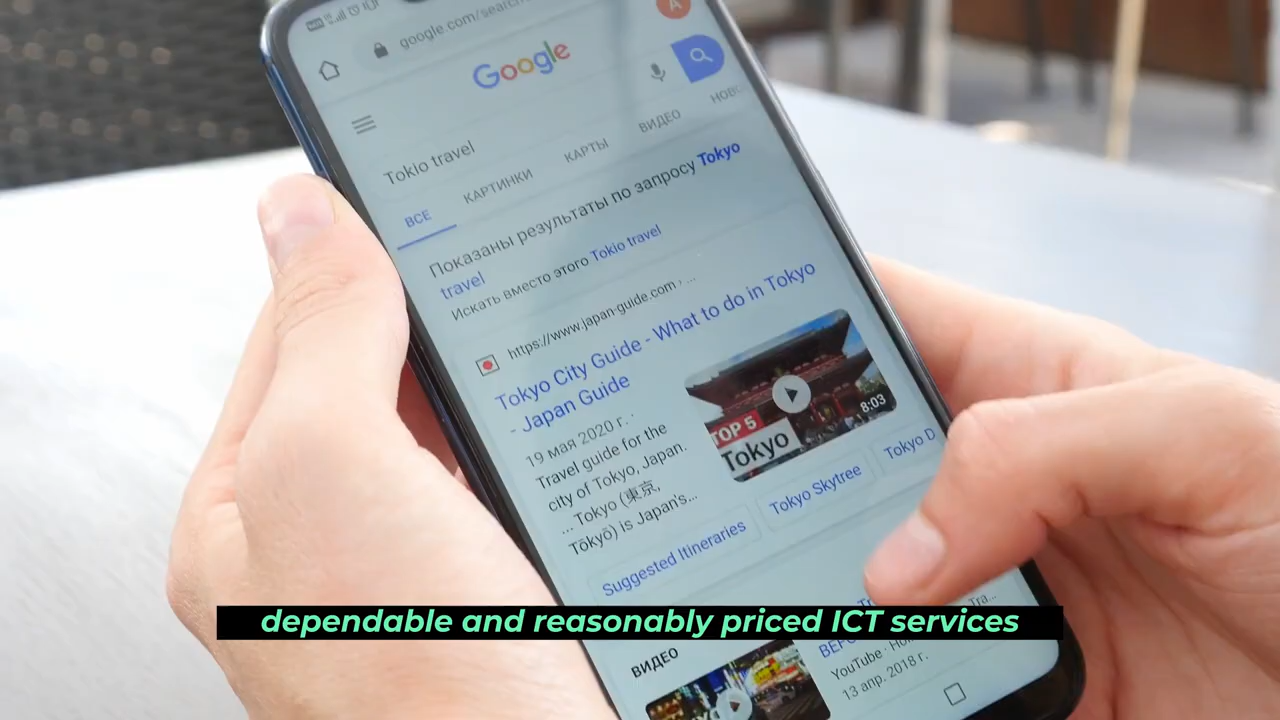 google.com/search
A
Google
Tokio travel
ВСЕ КАРТИНКИ КАРТЫ ВИДЕО
Показаны результаты по запросу Tokyo
travel
Искать вместо этого Tokio travel
https://www.japan-guide.com › ...
Tokyo City Guide - What to do in Tokyo
- Japan Guide
19 мая 2020 г. ·
Travel guide for the
city of Tokyo, Japan.
... Tokyo (東京,
Tōkyō) is Japan's...
TOP 5
Tokyo
8:03
Suggested Itineraries
Tokyo Skytree
Tokyo D
dependable and reasonably priced ICT services
ВИДЕО
YouTube
13 апр. 2018 г.